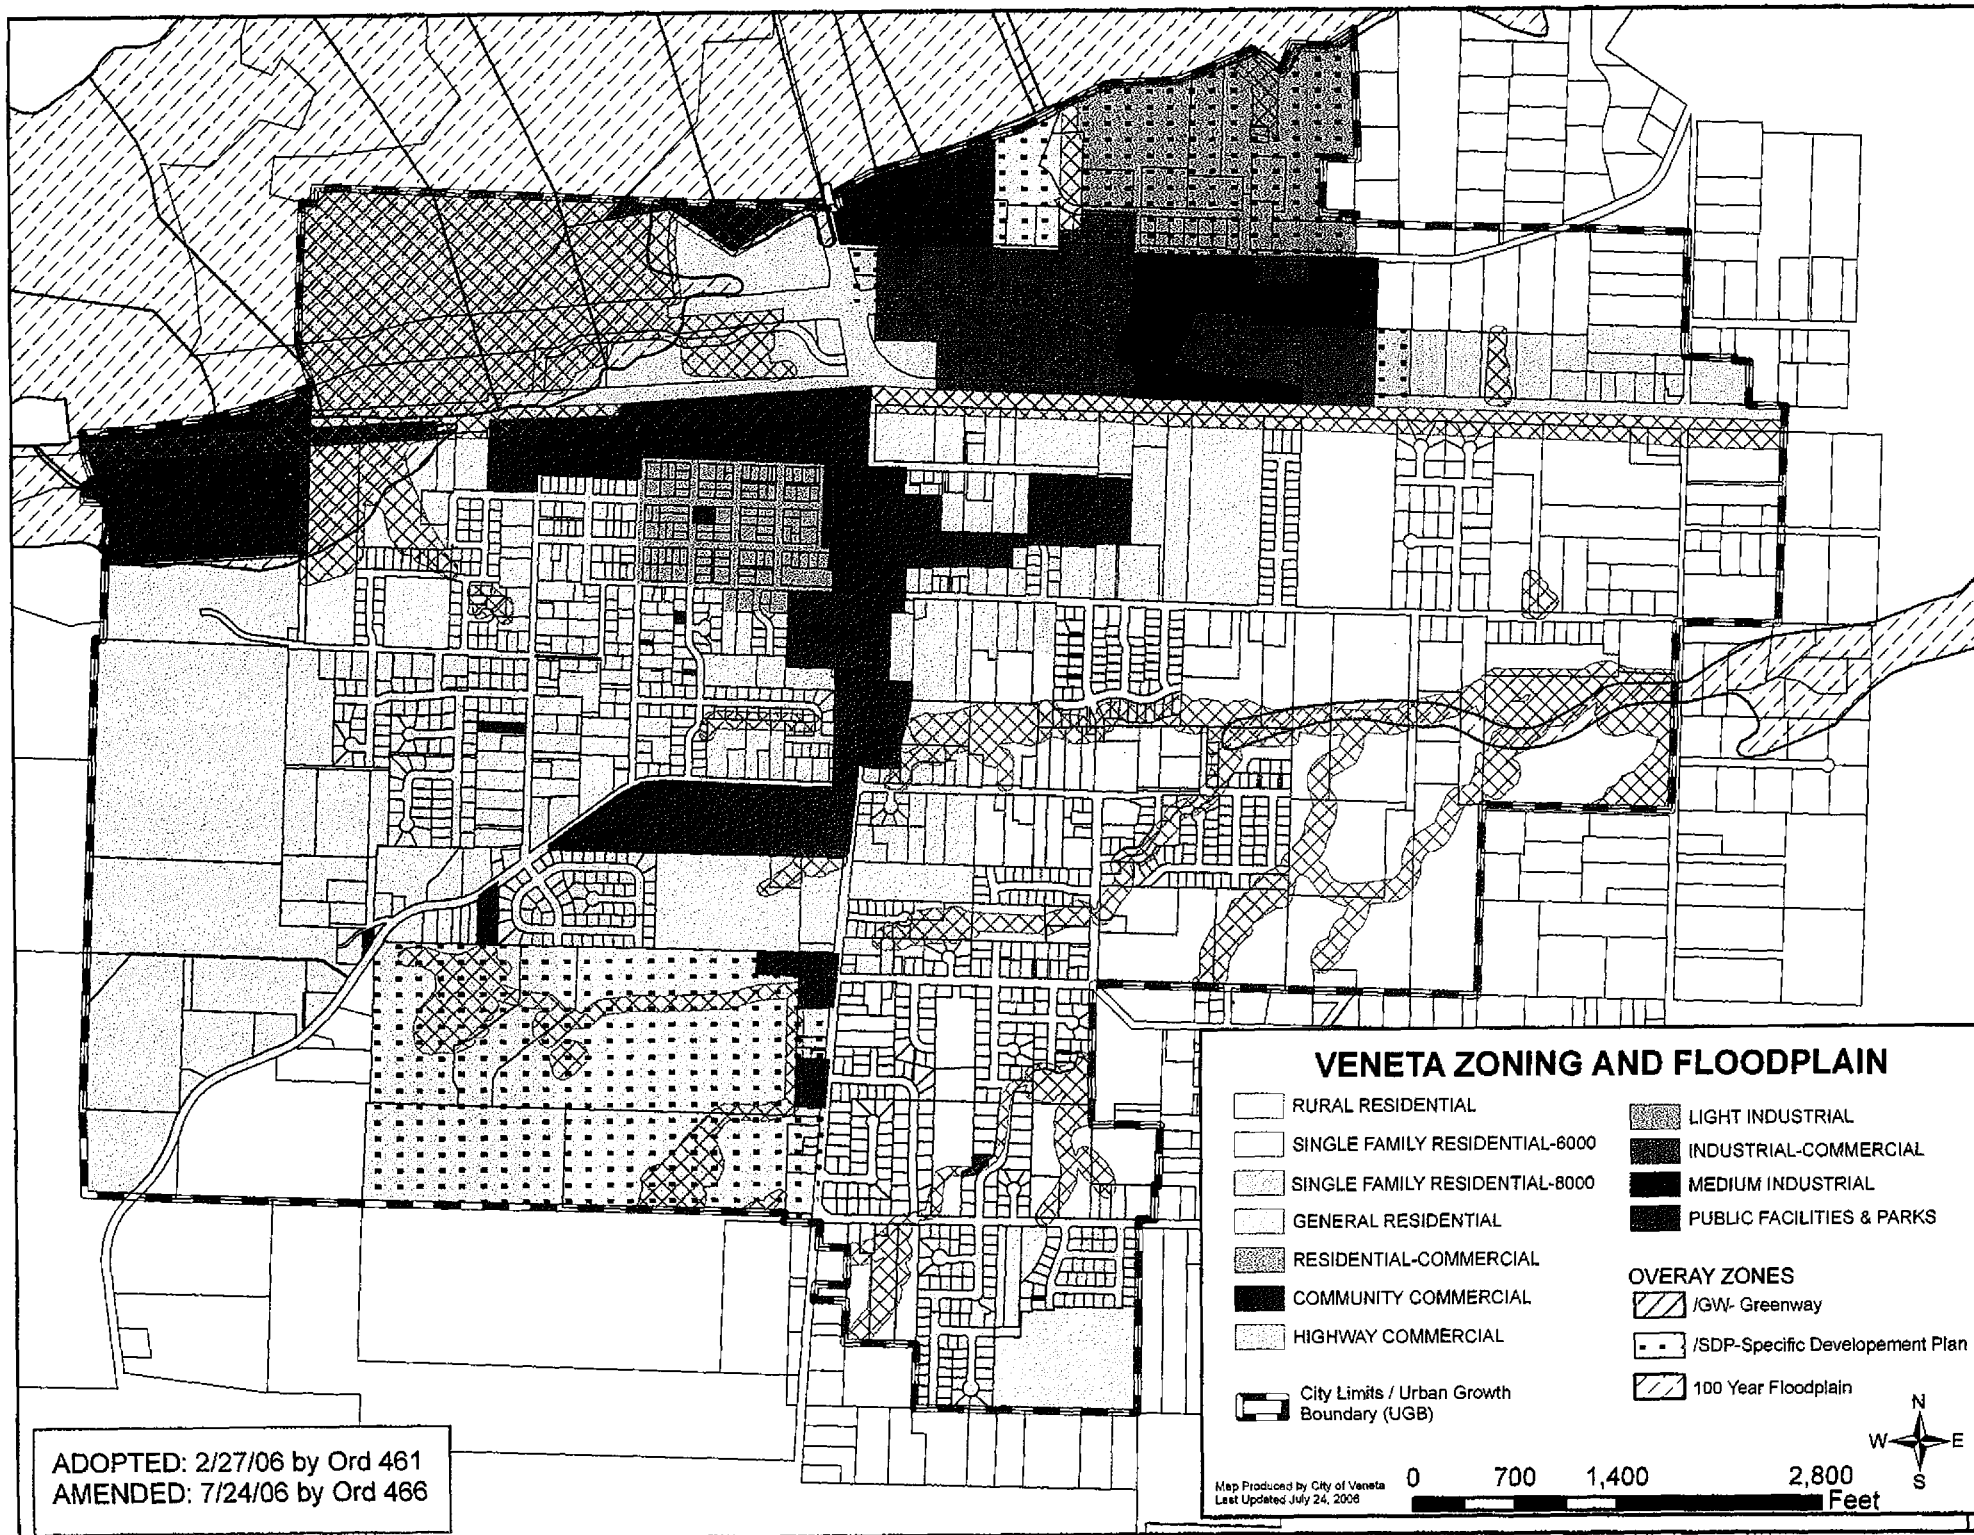 VENETA ZONING AND FLOODPLAIN
RURAL RESIDENTIAL
SINGLE FAMILY RESIDENTIAL-6000
SINGLE FAMILY RESIDENTIAL-8000
GENERAL RESIDENTIAL
RESIDENTIAL-COMMERCIAL
COMMUNITY COMMERCIAL
HIGHWAY COMMERCIAL
City Limits / Urban Growth
Boundary (UGB)
LIGHT INDUSTRIAL
INDUSTRIAL-COMMERCIAL
MEDIUM INDUSTRIAL
PUBLIC FACILITIES & PARKS
OVERAY ZONES
/GW- Greenway
/SDP-Specific Developement Plan
100 Year Floodplain
N
W E
S
Map Produced by City of Veneta
Last Updated July 24, 2006
0 700 1,400 2,800
Feet
ADOPTED: 2/27/06 by Ord 461
AMENDED: 7/24/06 by Ord 466